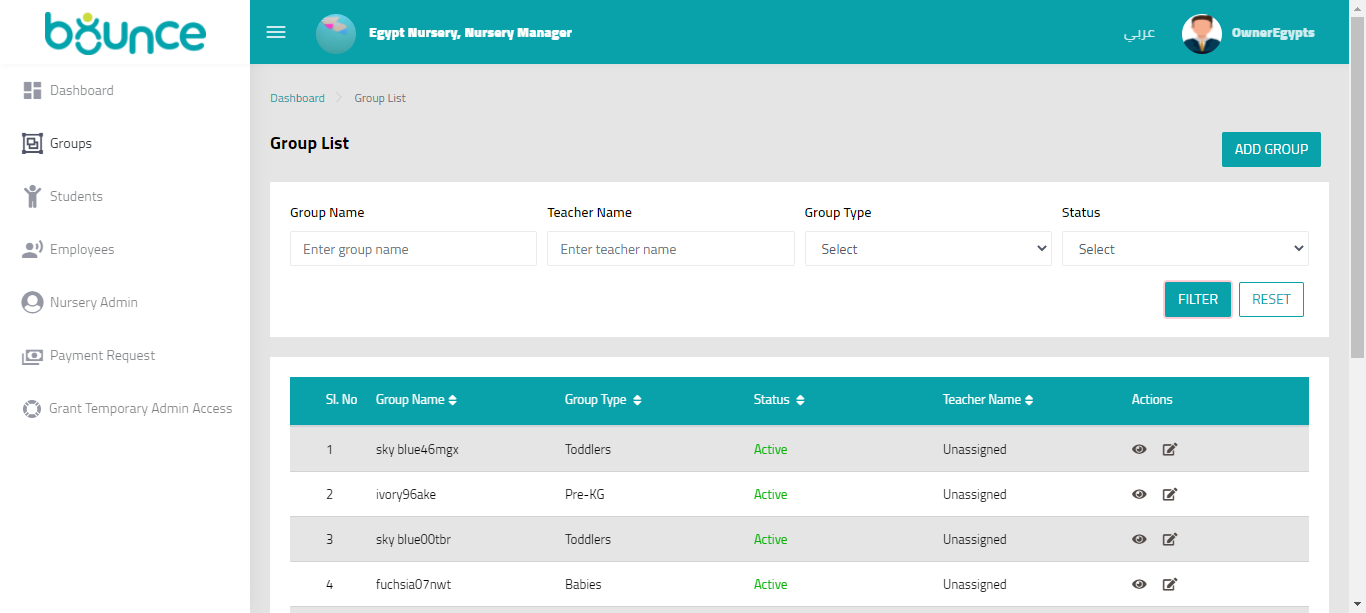 bounce
Egypt Nursery, Nursery Manager
عربي
OwnerEgypts
Dashboard
Groups
Students
Employees
Nursery Admin
Payment Request
Grant Temporary Admin Access
Dashboard > Group List
Group List
ADD GROUP
Group Name Teacher Name Group Type Status
Enter group name Enter teacher name Select Select
FILTER RESET
Sl. No Group Name Group Type Status Teacher Name Actions
1 sky blue46mgx Toddlers Active Unassigned
2 ivory96ake Pre-KG Active Unassigned
3 sky blue00tbr Toddlers Active Unassigned
4 fuchsia07nwt Babies Active Unassigned